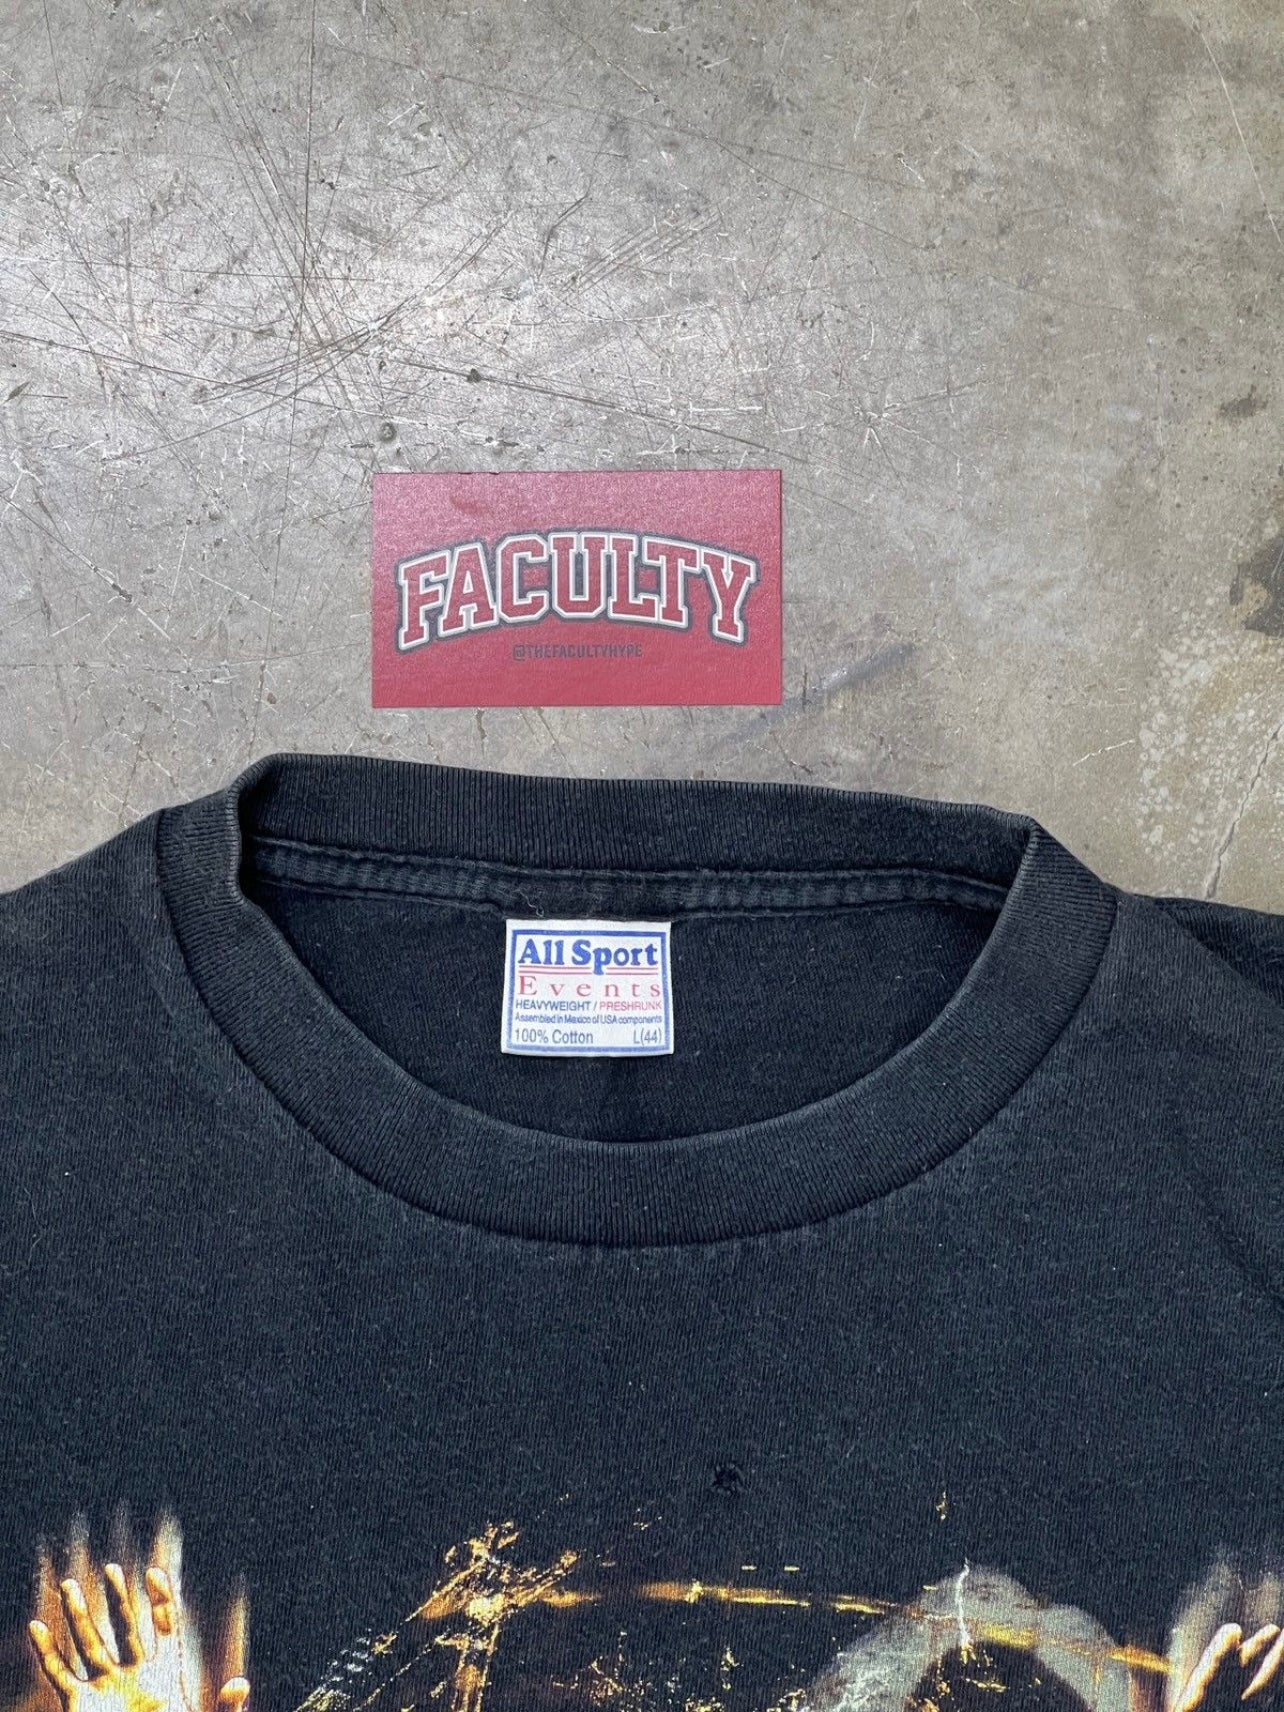 FACULTY
@THEFACULTYHYPE
All Sport
Events
HEAVYWEIGHT / PRESHRUNK
Assembled in Mexico of USA components
100% Cotton L(44)